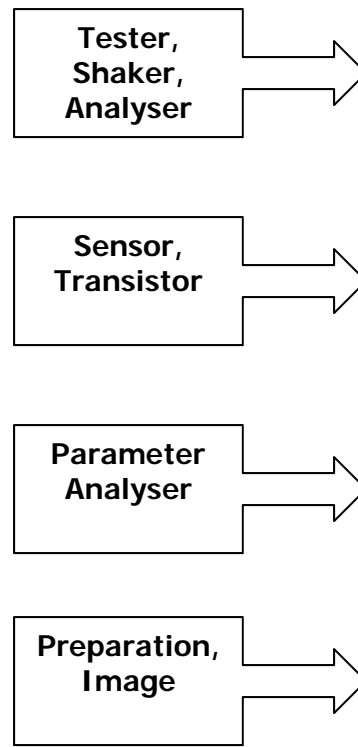 Tester,
Shaker,
Analyser
Sensor,
Transistor
Parameter
Analyser
Preparation,
Image